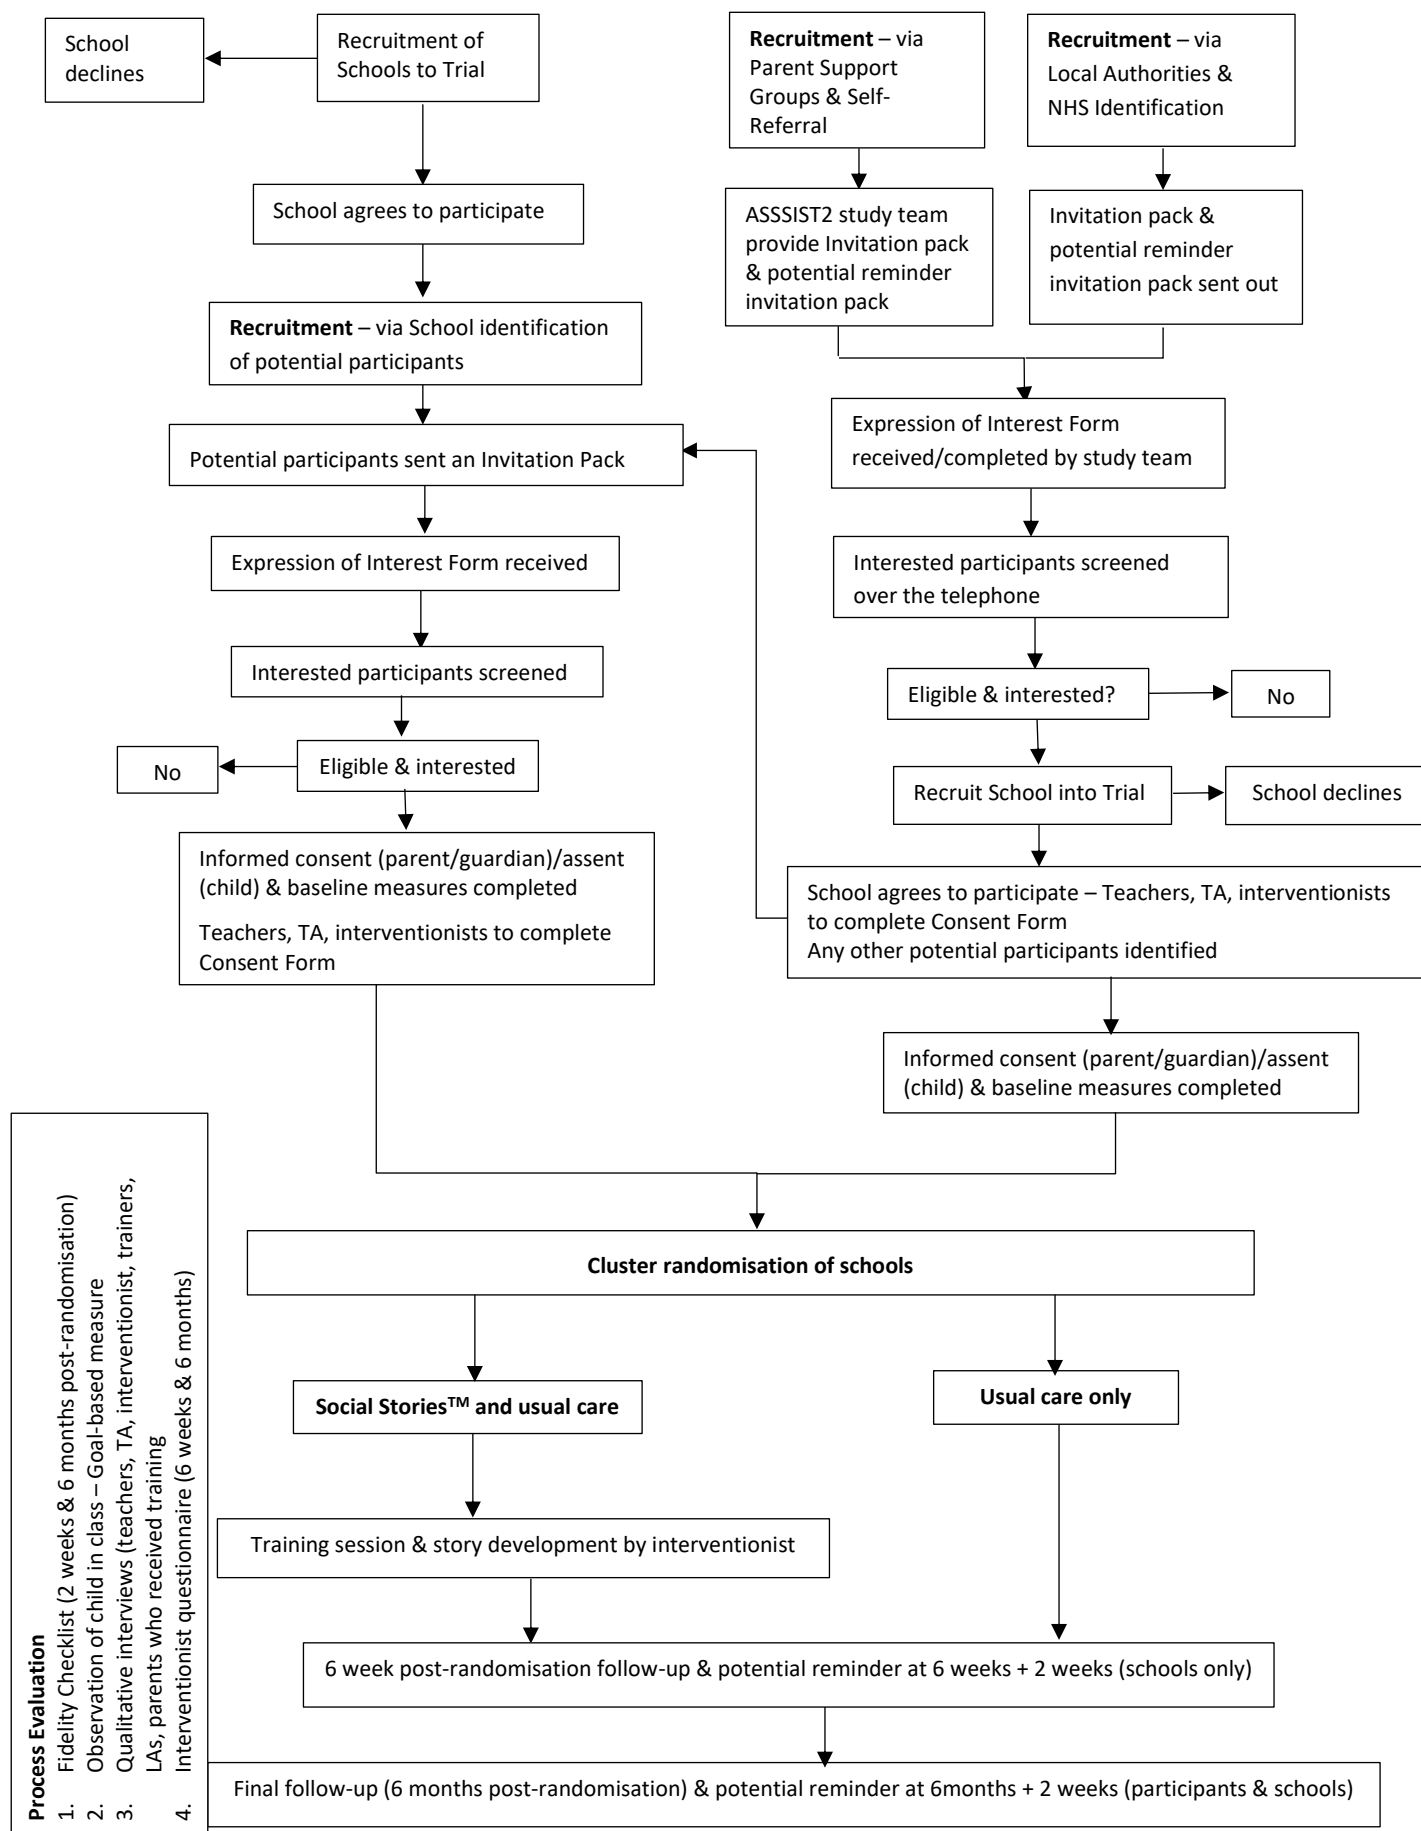 School
declines
Recruitment of
Schools to Trial
Recruitment – via
Parent Support
Groups & Self-
Referral
Recruitment – via
Local Authorities &
NHS Identification
School agrees to participate
ASSSIST2 study team
provide Invitation pack
& potential reminder
invitation pack
Invitation pack &
potential reminder
invitation pack sent out
Recruitment – via School identification
of potential participants
Potential participants sent an Invitation Pack
Expression of Interest Form
received/completed by study team
Expression of Interest Form received
Interested participants screened
over the telephone
Interested participants screened
Eligible & interested?
No
No
Eligible & interested
Recruit School into Trial
School declines
Informed consent (parent/guardian)/assent
(child) & baseline measures completed
Teachers, TA, interventionists to complete
Consent Form
School agrees to participate – Teachers, TA, interventionists
to complete Consent Form
Any other potential participants identified
Informed consent (parent/guardian)/assent
(child) & baseline measures completed
Process Evaluation
1. Fidelity Checklist (2 weeks & 6 months post-randomisation)
2. Observation of child in class – Goal-based measure
3. Qualitative interviews (teachers, TA, interventionist, trainers,
LAs, parents who received training
4. Interventionist questionnaire (6 weeks & 6 months)
Cluster randomisation of schools
Social Stories™ and usual care
Usual care only
Training session & story development by interventionist
6 week post-randomisation follow-up & potential reminder at 6 weeks + 2 weeks (schools only)
Final follow-up (6 months post-randomisation) & potential reminder at 6months + 2 weeks (participants & schools)